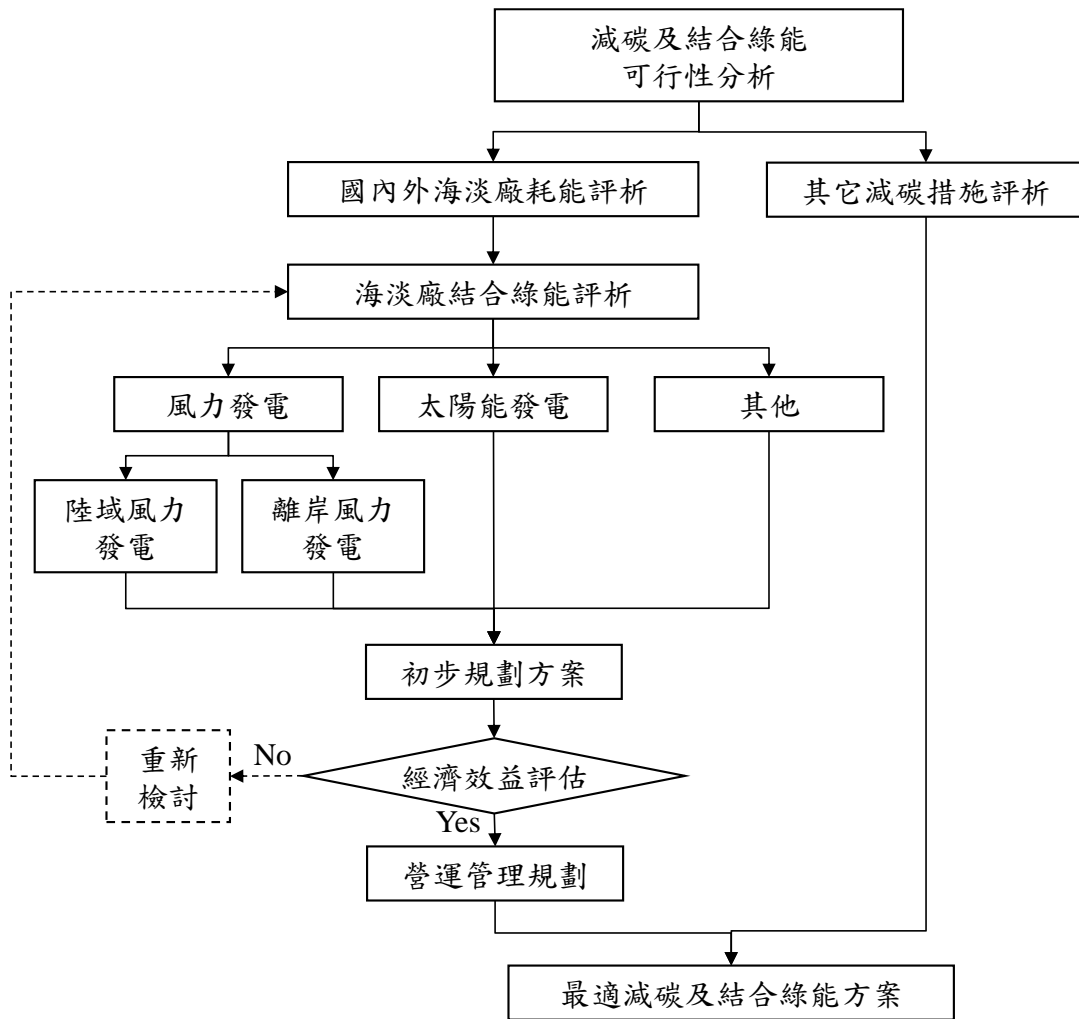 減碳及結合綠能
可行性分析
國內外海淡廠耗能評析
其它減碳措施評析
海淡廠結合綠能評析
風力發電
太陽能發電
其他
陸域風力
發電
離岸風力
發電
初步規劃方案
重新
檢討
No
經濟效益評估
Yes
營運管理規劃
最適減碳及結合綠能方案